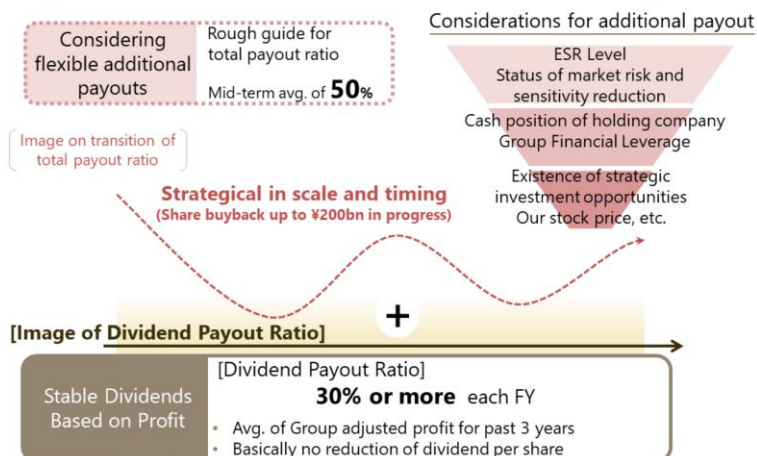 Considering
flexible additional
payouts
Rough guide for
total payout ratio
Mid-term avg. of 50%
Considerations for additional payout
ESR Level
Status of market risk and
sensitivity reduction
Cash position of holding company
Group Financial Leverage
Existence of strategic
investment opportunities
Our stock price, etc.
Image on transition of
total payout ratio
Strategical in scale and timing
(Share buyback up to ¥200bn in progress)
+
[Image of Dividend Payout Ratio]
Stable Dividends
Based on Profit
[Dividend Payout Ratio]
30% or more each FY
• Avg. of Group adjusted profit for past 3 years
• Basically no reduction of dividend per share